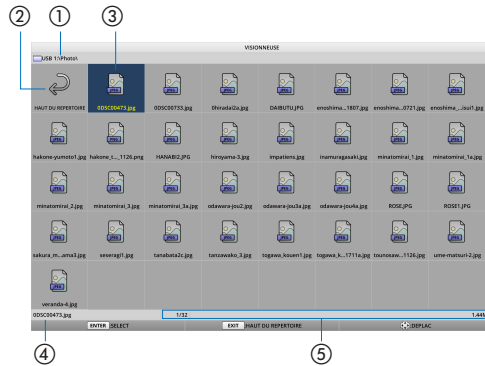 ② ① ③
VISIONNEUSE
USB 1:\Photo\
HAUT DU REPERTOIRE 0DSC00473.jpg 0DSC00733.jpg 0hiradai2a.jpg DAIBUTU.JPG enoshima...1807.jpg enoshima...0721.jpg enoshima_...isui1.jpg
hakone-yumoto1.jpg hakone_t..._1126.png HANABI2.JPG hiroyama-3.jpg impatiens.jpg inamuragasaki.jpg minatomirai_1.jpg minatomirai_1a.jpg
minatomirai_2.jpg minatomirai_3.jpg minatomirai_3a.jpg odawara-jou2.jpg odawara-jou3a.jpg odawara-jou4a.jpg ROSE.JPG ROSE1.JPG
sakura_m...ama3.jpg seseragi1.jpg tanabata2c.jpg tanzawako_3.jpg togawa_kouen1.jpg togawa_k...1711a.jpg tounosaw...1126.jpg ume-matsuri-2.jpg
veranda-4.jpg
0DSC00473.jpg 1/32 1.44M
ENTER :SELECT EXIT :HAUT DU REPERTOIRE :DEPLAC
④ ⑤